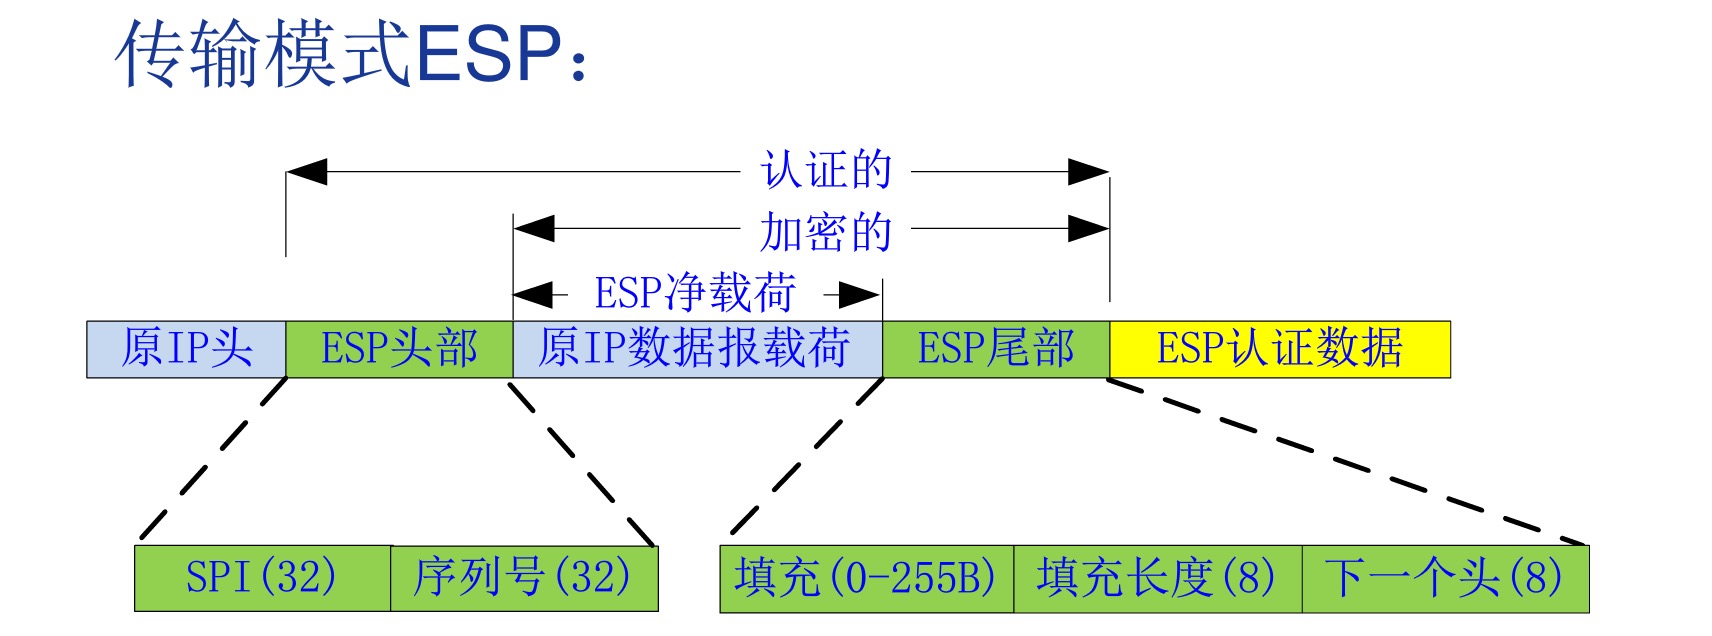 传输模式ESP：
认证的
加密的
ESP净载荷
原IP头 ESP头部 原IP数据报载荷 ESP尾部 ESP认证数据
SPI(32) 序列号(32) 填充(0-255B) 填充长度(8) 下一个头(8)